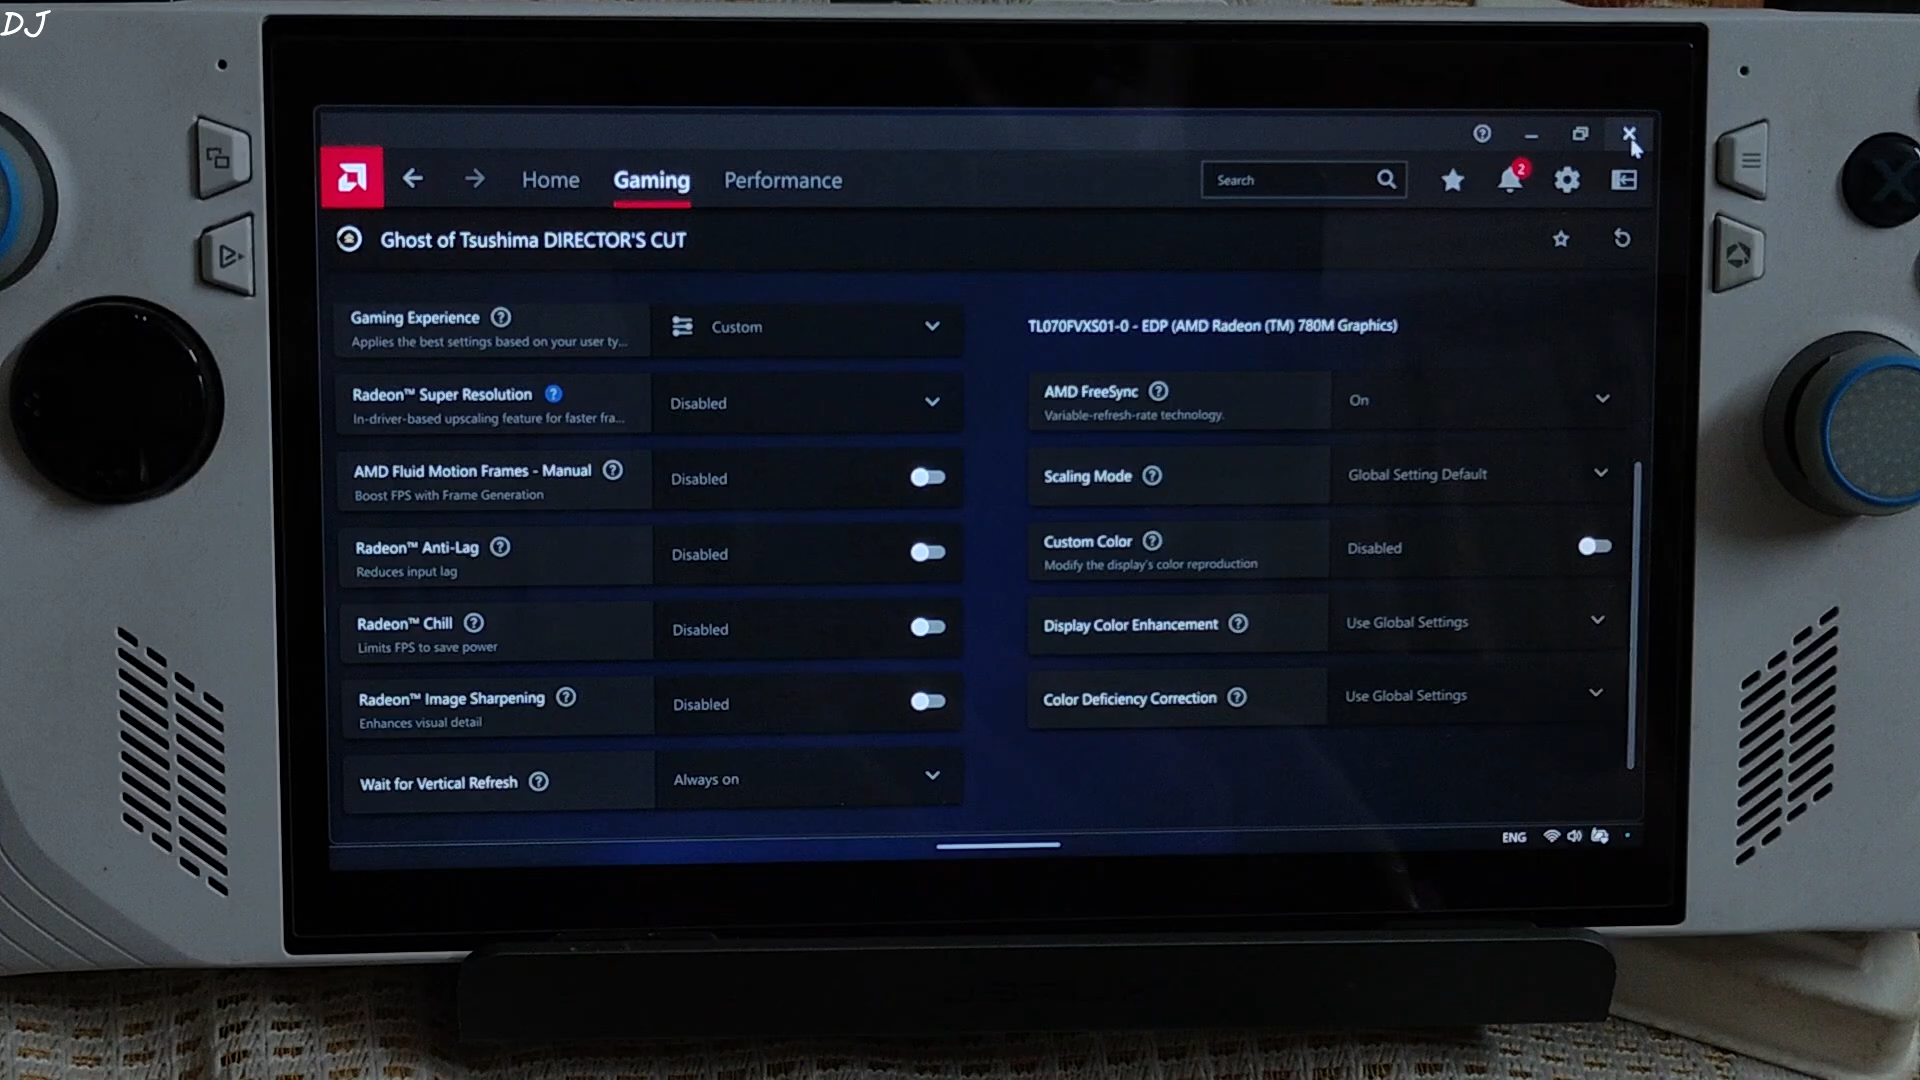 DJ
Home
Gaming
Performance
Search
2
Ghost of Tsushima DIRECTOR'S CUT
Gaming Experience
Applies the best settings based on your user ty...
Custom
Radeon™ Super Resolution
In-driver-based upscaling feature for faster fra...
Disabled
AMD Fluid Motion Frames - Manual
Boost FPS with Frame Generation
Disabled
Radeon™ Anti-Lag
Reduces input lag
Disabled
Radeon™ Chill
Limits FPS to save power
Disabled
Radeon™ Image Sharpening
Enhances visual detail
Disabled
Wait for Vertical Refresh
Always on
TL070FVXS01-0 - EDP (AMD Radeon (TM) 780M Graphics)
AMD FreeSync
Variable-refresh-rate technology.
On
Scaling Mode
Global Setting Default
Custom Color
Modify the display's color reproduction
Disabled
Display Color Enhancement
Use Global Settings
Color Deficiency Correction
Use Global Settings
ENG
X